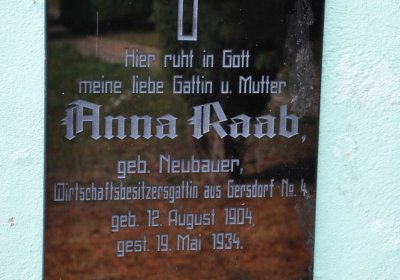 Hier ruht in Gott
meine liebe Gattin u. Mutter
Anna Raab,
geb. Neubauer,
Wirtschaftsbesitzersgattin aus Gersdorf No. 4,
geb. 12. August 1904,
gest. 19. Mai 1934.